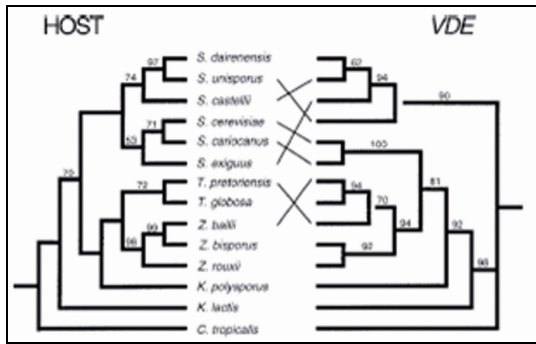 HOST VDE
S. dairenensis
97 62
S. unisporus
74 94
S. castellii
90
S. cerevisiae
71
S. cariocanus
53 100
S. exiguus
70
T. pretoriensis
72 94 81
T. globosa
70
Z. bailii
99 94 92
Z. bisporus
98 92
Z. rouxii
98
K. polysporus
K. lactis
C. tropicalis